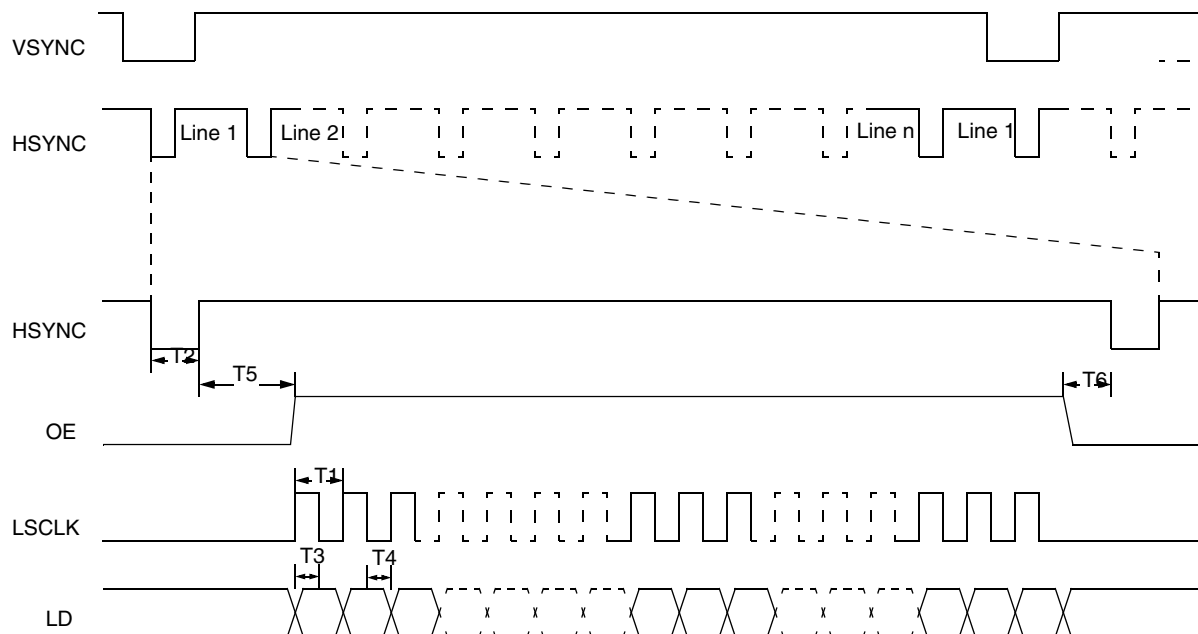 VSYNC
HSYNC
Line 1
Line 2
Line n
Line 1
HSYNC
T2
T5
T6
OE
T1
LSCLK
T3
T4
LD